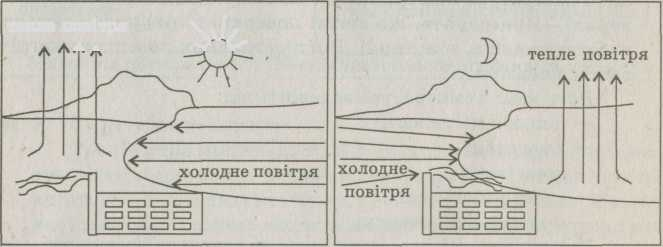 холодне повітря
тепле повітря
холодне
повітря